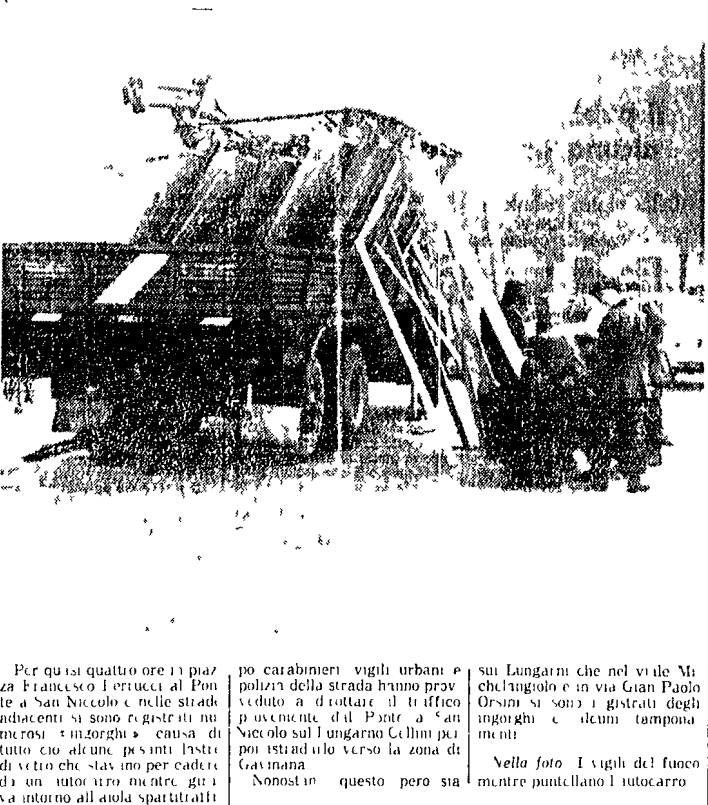 Per quasi quattro ore in piaz
za Francesco Ferrucci al Pon
te a San Niccolo e nelle strade
adiacenti si sono registrati nu
merosi « ingorghi » causa di
tutto cio alcune pesanti lastre
di vetro che stavano per cadere
da un autocarro mentre gira
va intorno all aiola spartitraffi
po carabinieri vigili urbani e
polizia della strada hanno prov
veduto a dirottare il traffico
proveniente dal Ponte a San
Niccolo sul Lungarno Cellini per
poi istradarlo verso la zona di
Gavinana
Nonostan questo pero sia
sui Lungarni che nel viale Mi
chelangiolo e in via Gian Paolo
Orsini si sono registrati degli
ingorghi e alcuni tampona
menti
Nella foto I vigili del fuoco
mentre puntellano l autocarro